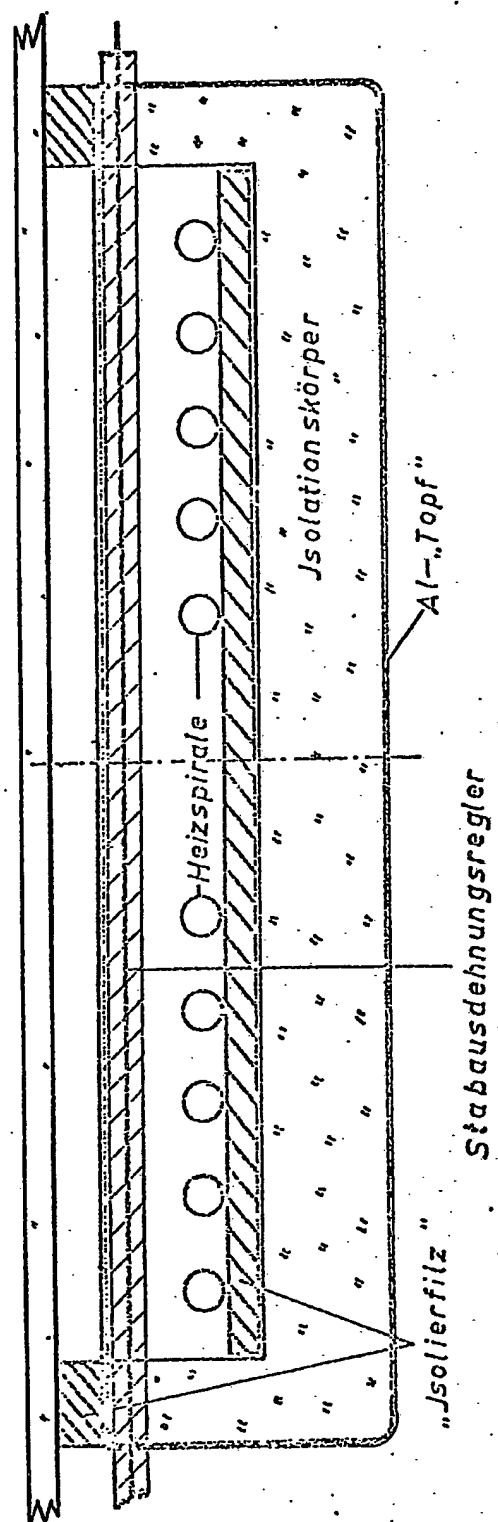 Heizspirale
Jsolationskörper
Al-„Topf"
Stabausdehnungsregler
„Jsolierfilz"